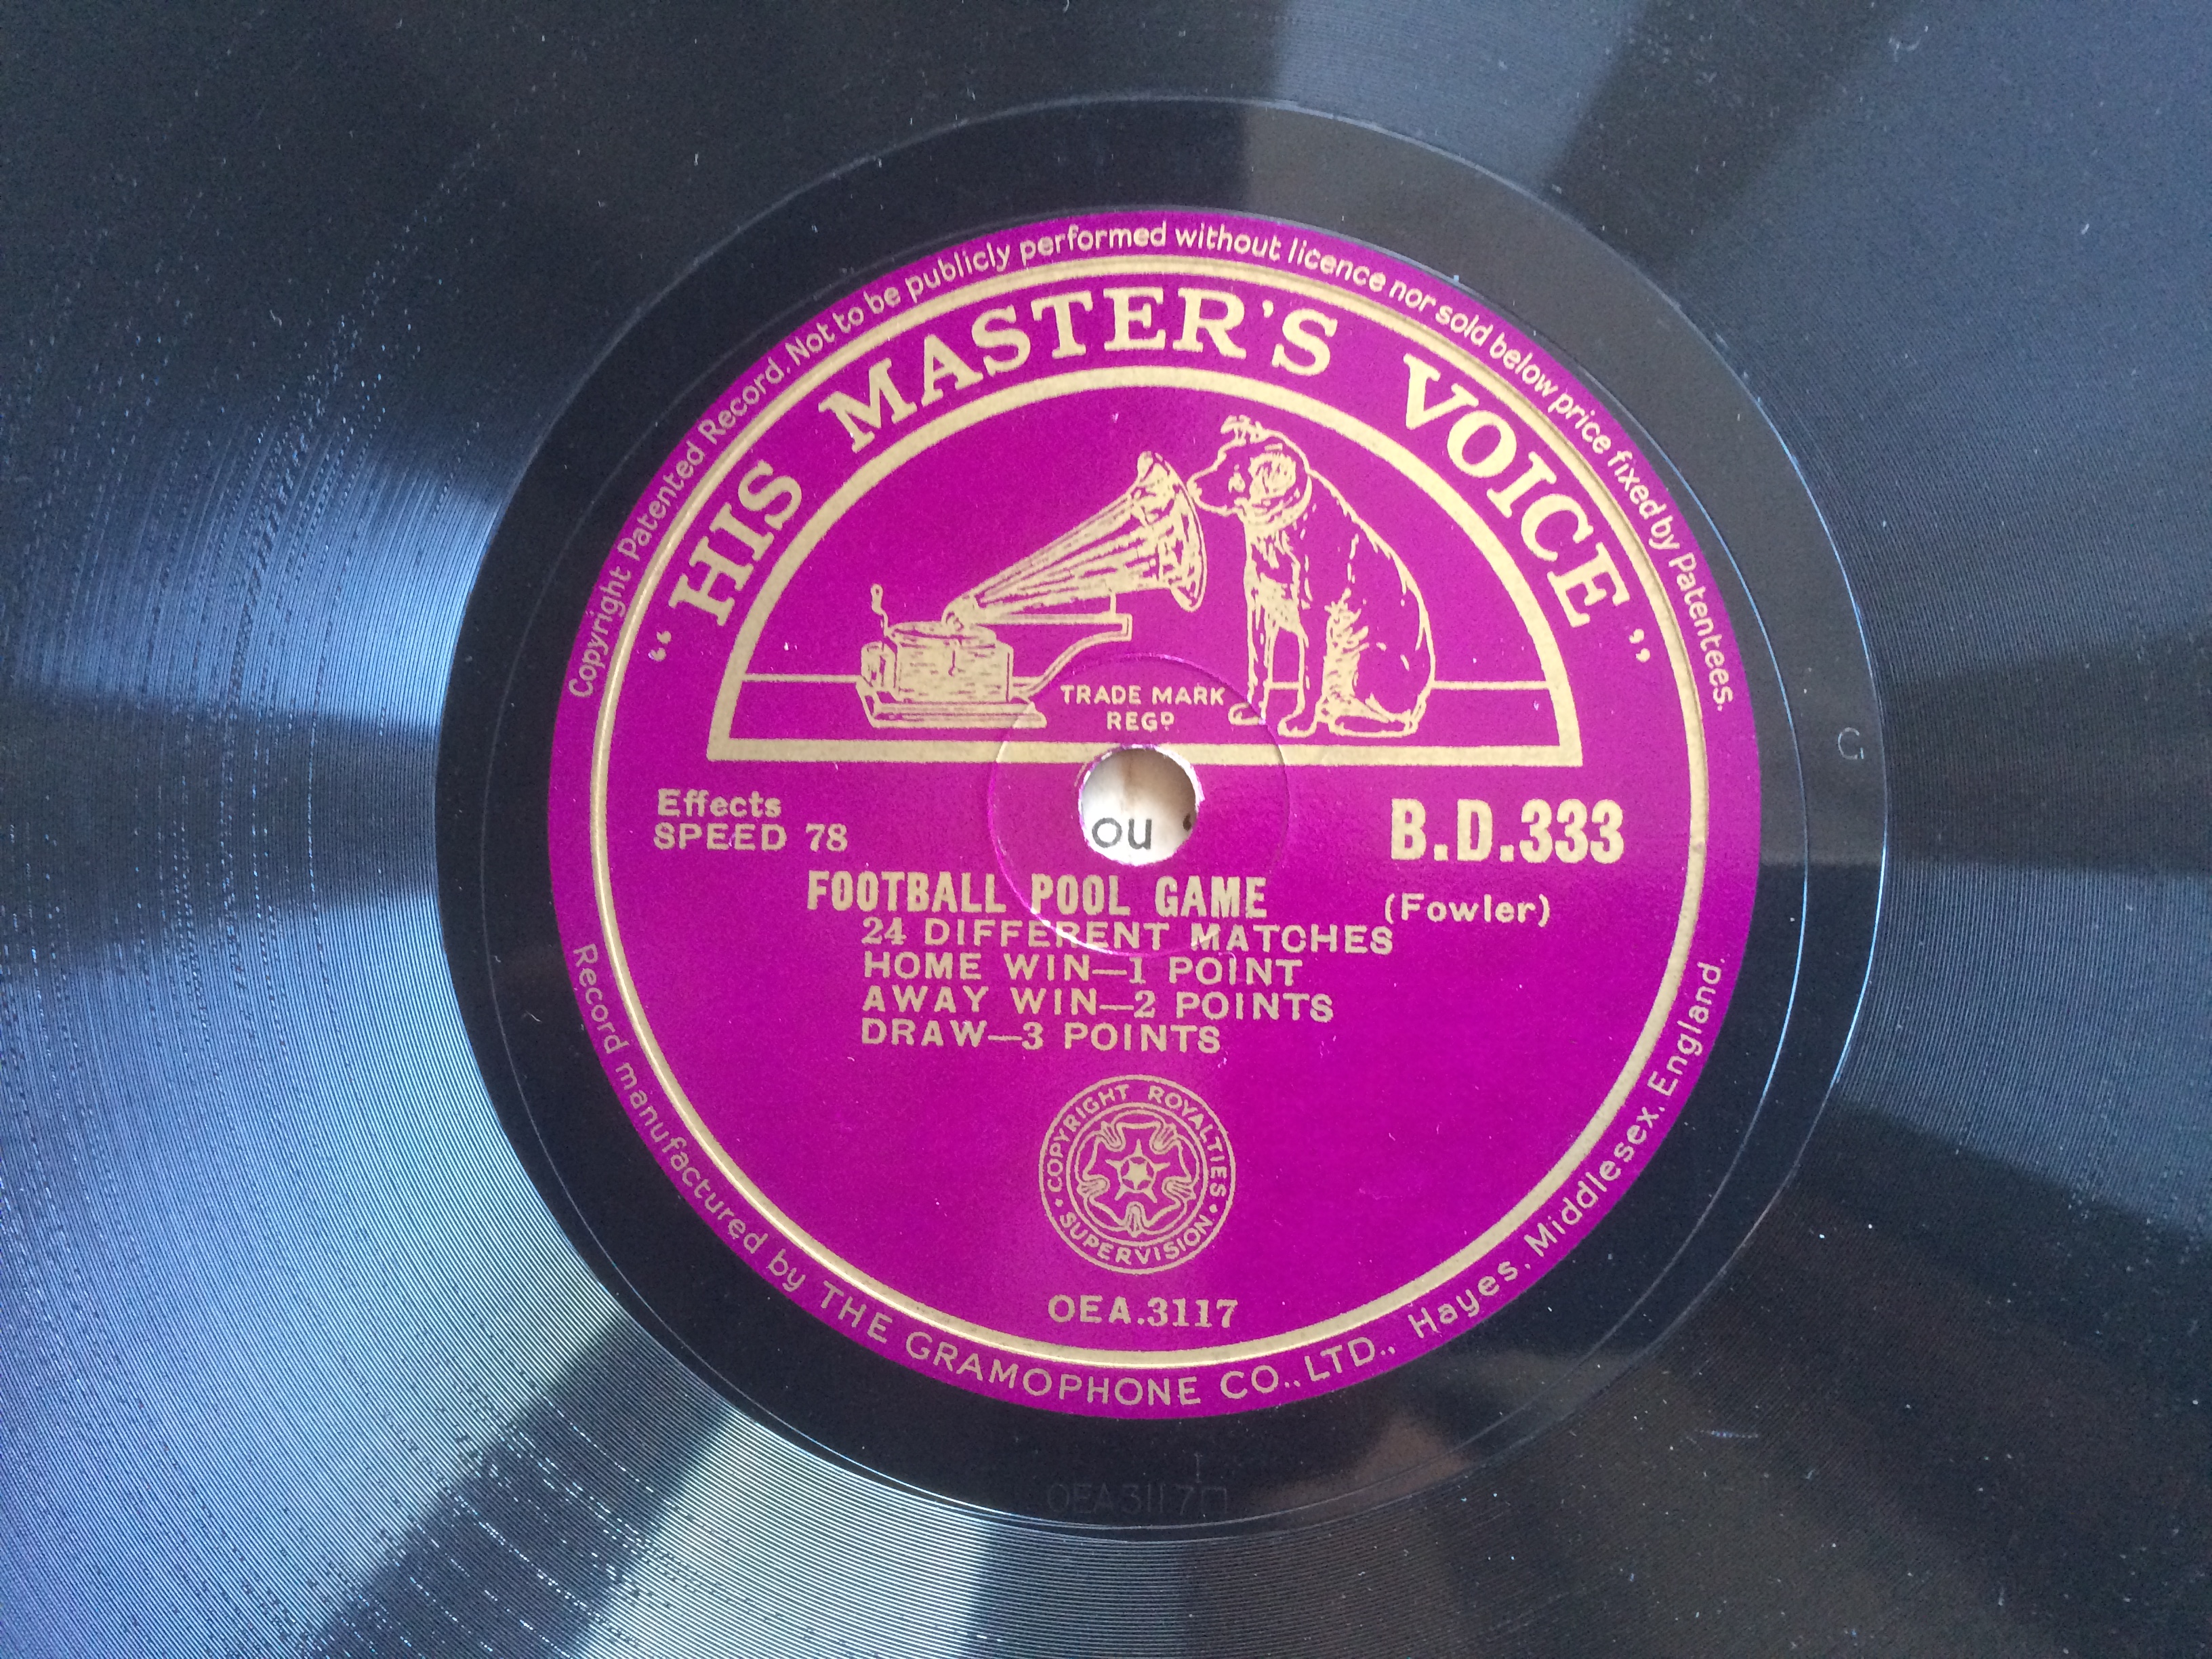 Copyright Patented Record. Not to be publicly performed without licence nor sold below price fixed by Patentees.
“HIS MASTER'S VOICE”
TRADE MARK
REGD
ou
Effects
SPEED 78
B.D.333
FOOTBALL POOL GAME
(Fowler)
24 DIFFERENT MATCHES
HOME WIN—1 POINT
AWAY WIN—2 POINTS
DRAW—3 POINTS
COPYRIGHT ROYALTIES
SUPERVISION
OEA.3117
Record manufactured by THE GRAMOPHONE CO., LTD., Hayes, Middlesex, England.
G
I
OEA3117□